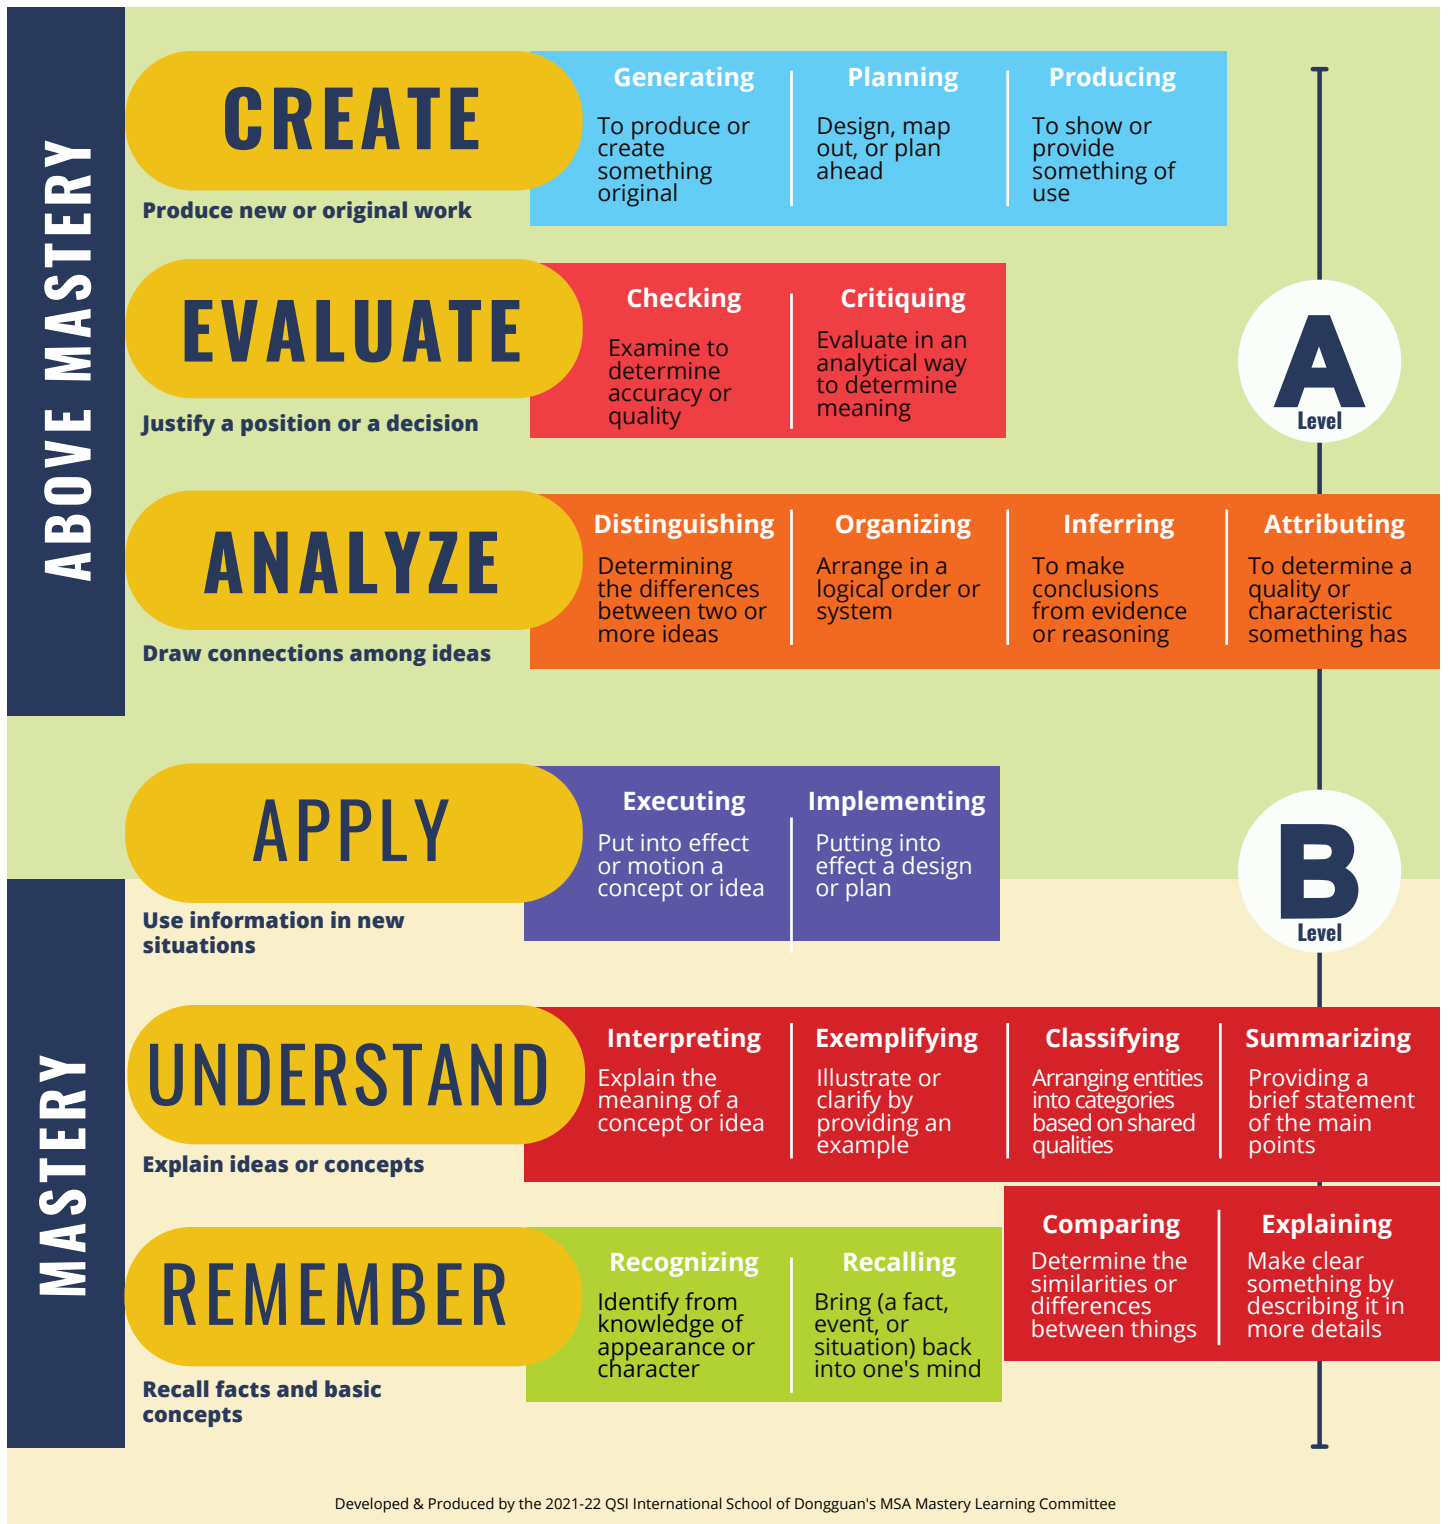 ABOVE MASTERY
CREATE
Produce new or original work
Generating
To produce or
create
something
original
Planning
Design, map
out, or plan
ahead
Producing
To show or
provide
something of
use
EVALUATE
Justify a position or a decision
Checking
Examine to
determine
accuracy or
quality
Critiquing
Evaluate in an
analytical way
to determine
meaning
A
Level
ANALYZE
Draw connections among ideas
Distinguishing
Determining
the differences
between two or
more ideas
Organizing
Arrange in a
logical order or
system
Inferring
To make
conclusions
from evidence
or reasoning
Attributing
To determine a
quality or
characteristic
something has
APPLY
Use information in new
situations
Executing
Put into effect
or motion a
concept or idea
Implementing
Putting into
effect a design
or plan
B
Level
MASTERY
UNDERSTAND
Explain ideas or concepts
Interpreting
Explain the
meaning of a
concept or idea
Exemplifying
Illustrate or
clarify by
providing an
example
Classifying
Arranging entities
into categories
based on shared
qualities
Summarizing
Providing a
brief statement
of the main
points
Comparing
Determine the
similarities or
differences
between things
Explaining
Make clear
something by
describing it in
more details
REMEMBER
Recall facts and basic
concepts
Recognizing
Identify from
knowledge of
appearance or
character
Recalling
Bring (a fact,
event, or
situation) back
into one's mind
Developed & Produced by the 2021-22 QSI International School of Dongguan's MSA Mastery Learning Committee